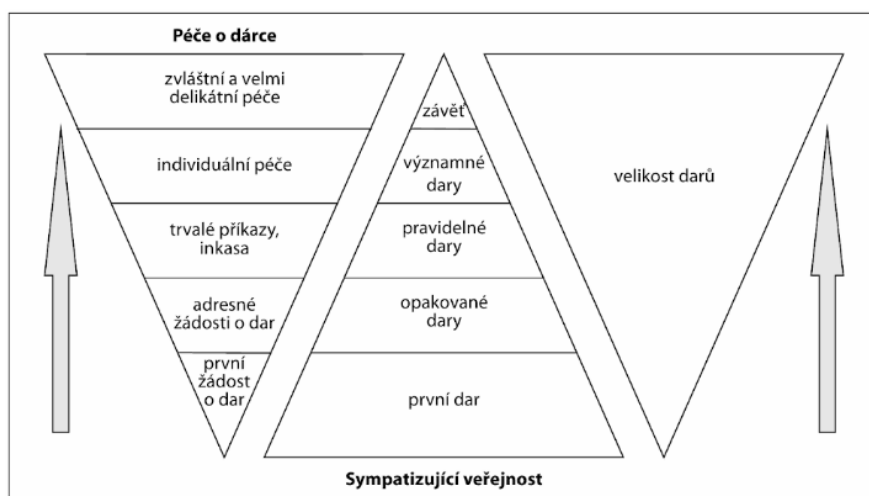 Péče o dárce
zvláštní a velmi
delikátní péče
individuální péče
trvalé příkazy,
inkasa
adresné
žádosti o dar
první
žádost
o dar
závěť
významné
dary
pravidelné
dary
opakované
dary
první dar
velikost darů
Sympatizující veřejnost